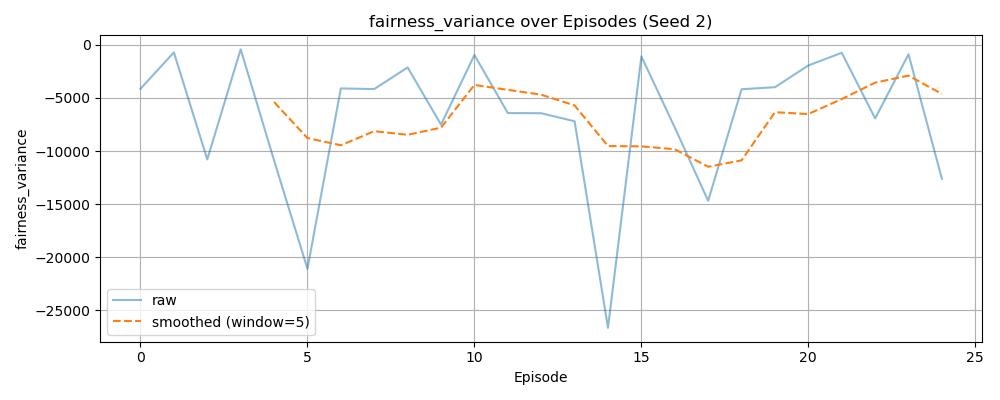 fairness_variance over Episodes (Seed 2)
fairness_variance
0
−5000
−10000
−15000
−20000
−25000
raw
smoothed (window=5)
0
5
10
15
20
25
Episode